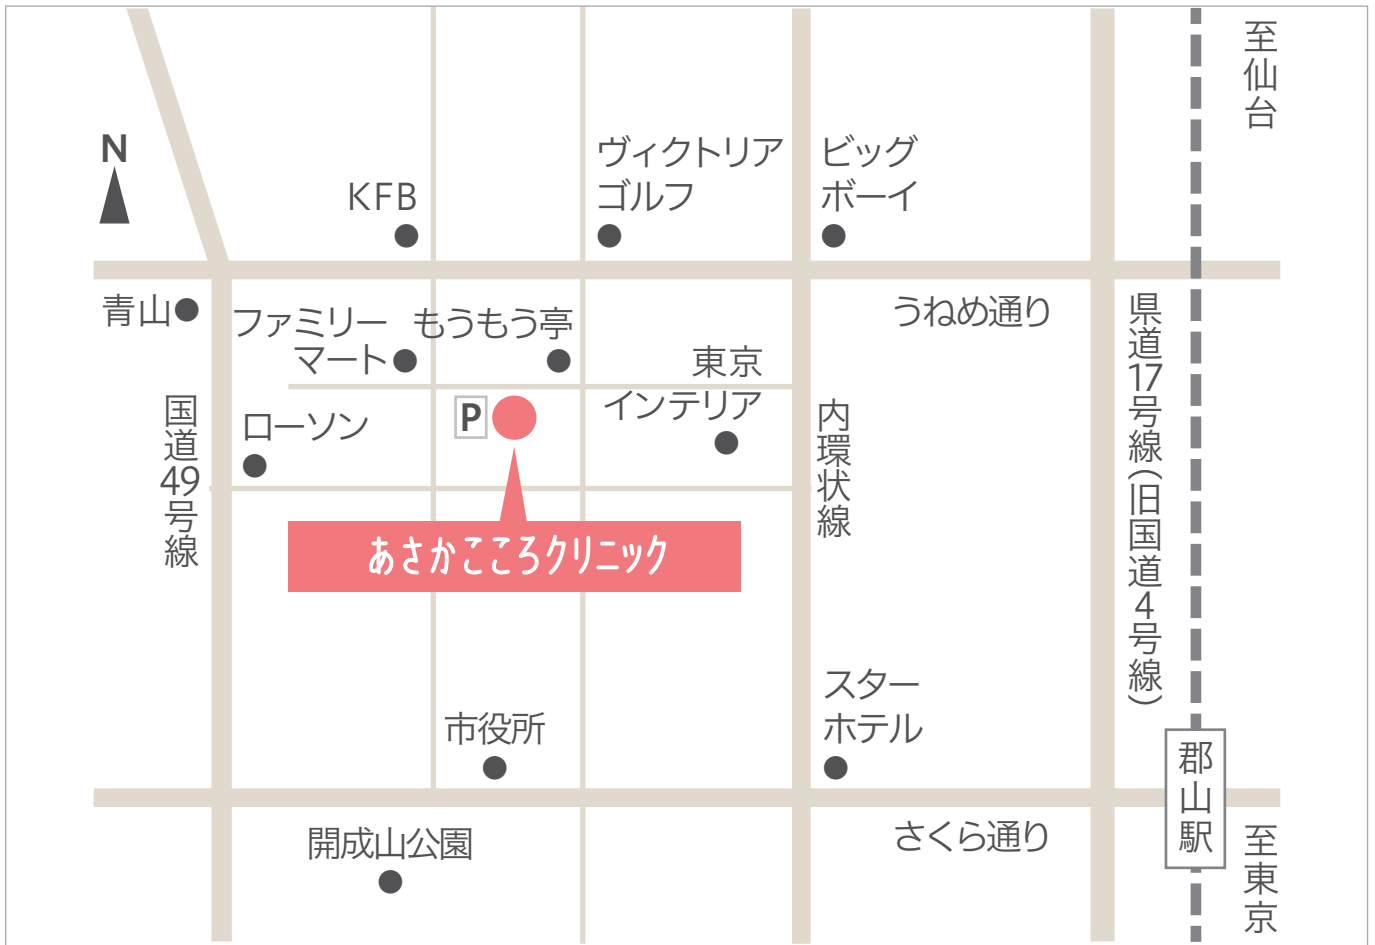 至仙台
N
ヴィクトリア
ゴルフ
ビッグ
ボーイ
KFB
青山
ファミリー
マート
もうもう亭
うねめ通り
東京
インテリア
県道17号線(旧国道4号線)
国道49号線
ローソン
P
内環状線
あさかこころクリニック
スター
ホテル
市役所
郡山駅
開成山公園
さくら通り
至東京